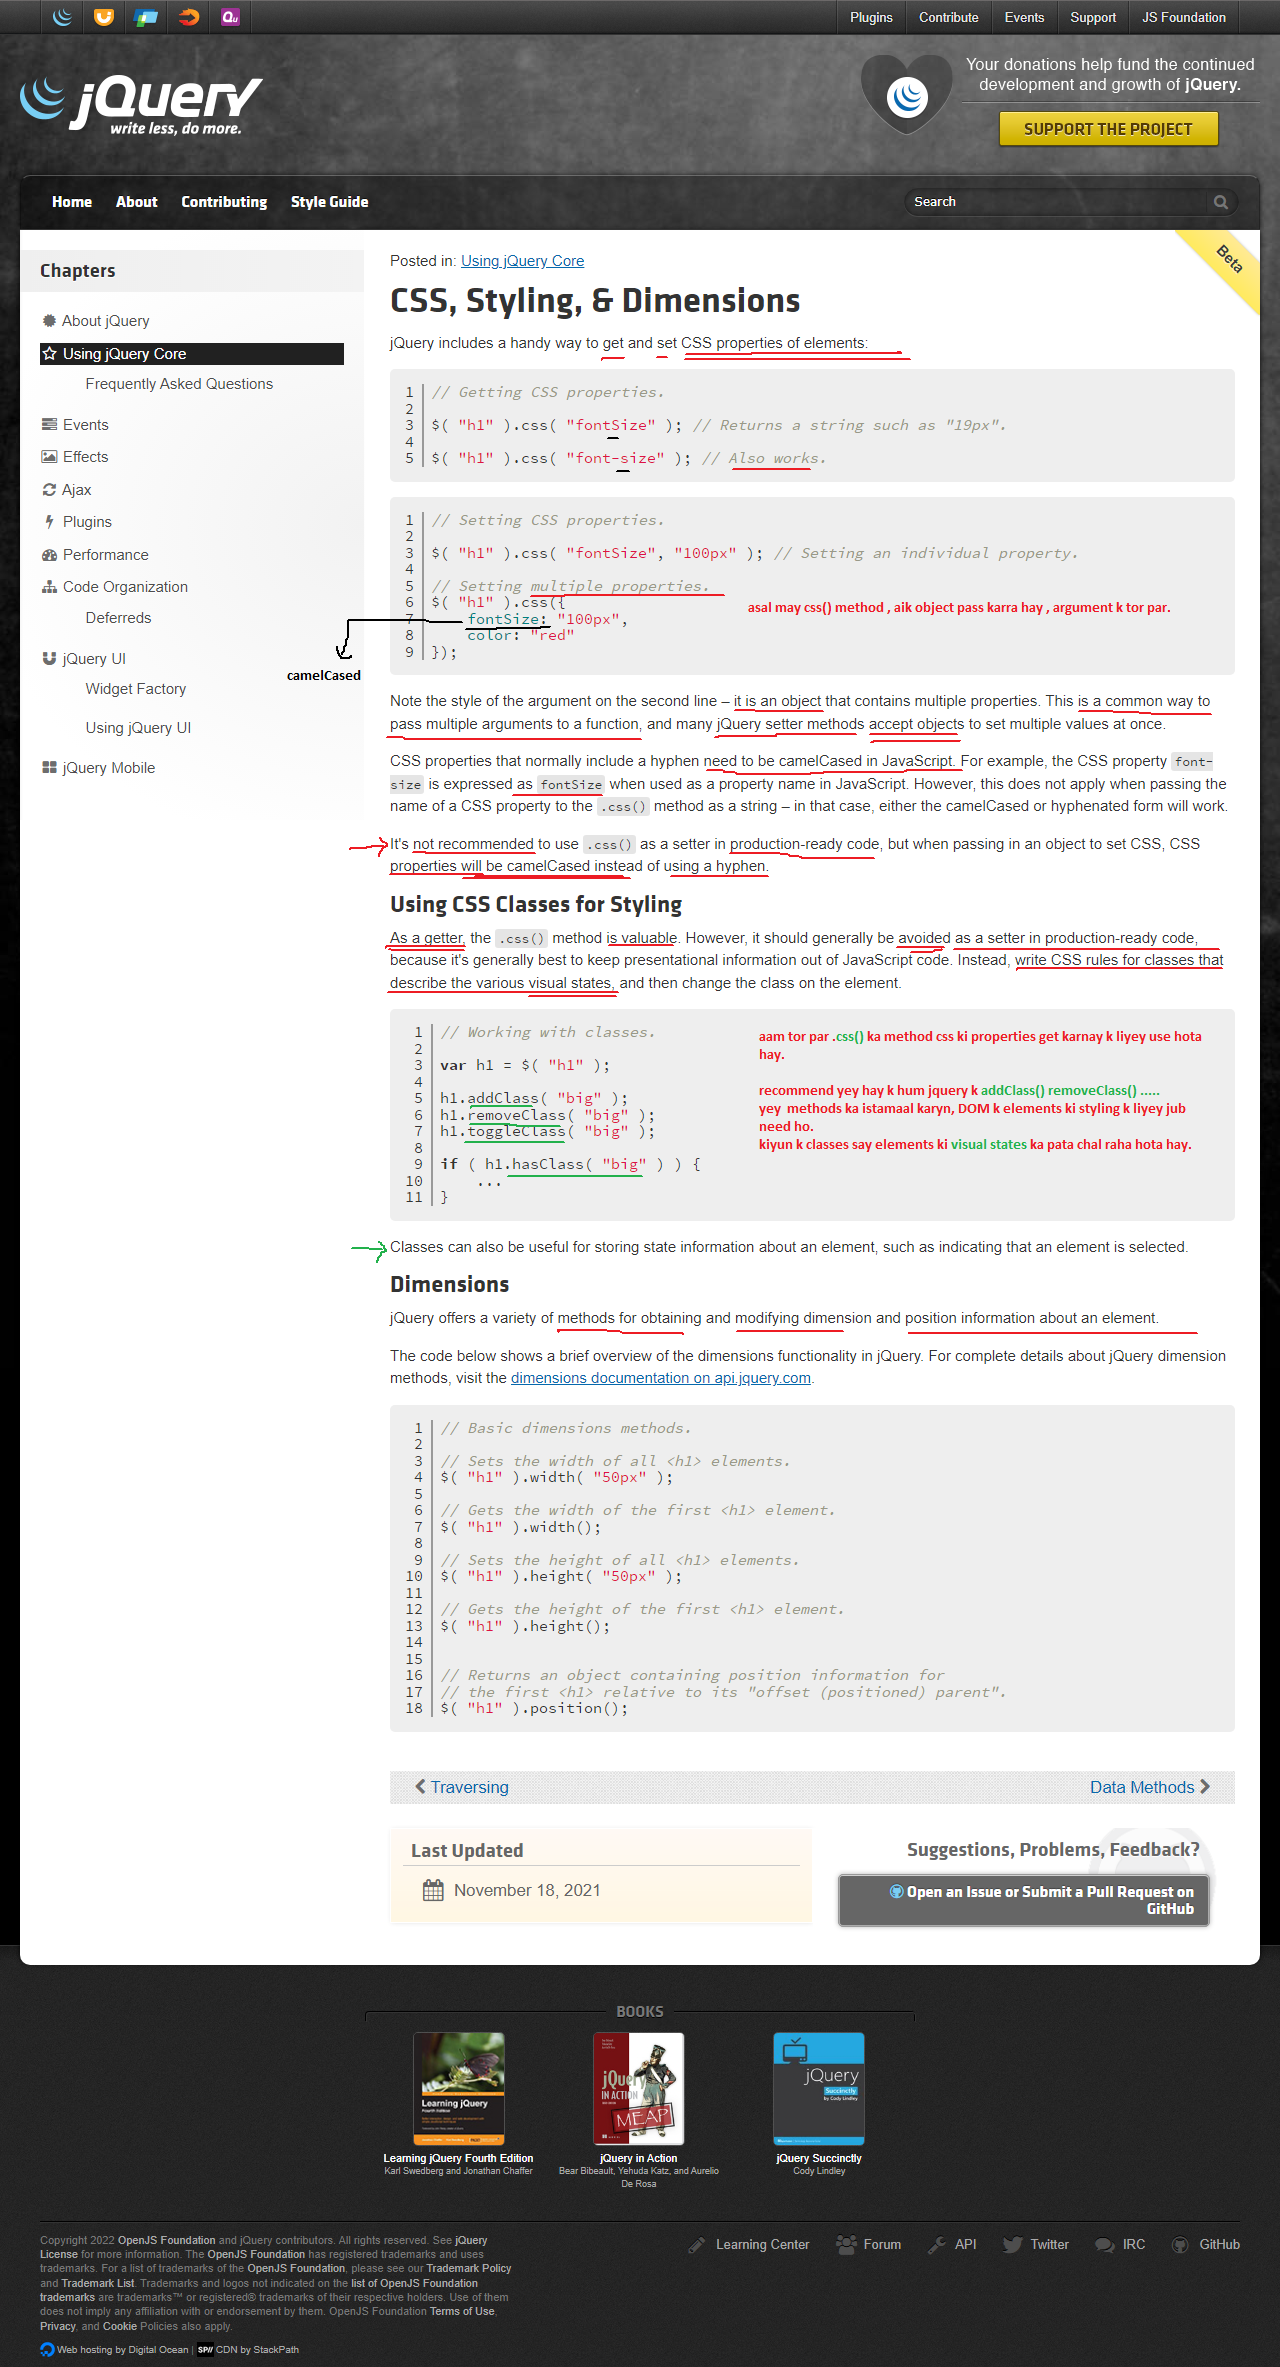 Plugins Contribute Events Support JS Foundation
jQuery
write less, do more.
Your donations help fund the continued
development and growth of jQuery.
SUPPORT THE PROJECT
Home About Contributing Style Guide
Search
Beta
Chapters
About jQuery
Using jQuery Core
Frequently Asked Questions
Events
Effects
Ajax
Plugins
Performance
Code Organization
Deferreds
jQuery UI
Widget Factory
Using jQuery UI
jQuery Mobile
Posted in: Using jQuery Core
CSS, Styling, & Dimensions
jQuery includes a handy way to get and set CSS properties of elements:
1 // Getting CSS properties.
2
3 $( "h1" ).css( "fontSize" ); // Returns a string such as "19px".
4
5 $( "h1" ).css( "font-size" ); // Also works.
1 // Setting CSS properties.
2
3 $( "h1" ).css( "fontSize", "100px" ); // Setting an individual property.
4
5 // Setting multiple properties.
6 $( "h1" ).css({
7 fontSize: "100px",
8 color: "red"
9 });
asal may css() method , aik object pass karra hay , argument k tor par.
camelCased
Note the style of the argument on the second line – it is an object that contains multiple properties. This is a common way to
pass multiple arguments to a function, and many jQuery setter methods accept objects to set multiple values at once.
CSS properties that normally include a hyphen need to be camelCased in JavaScript. For example, the CSS property font-
size is expressed as fontSize when used as a property name in JavaScript. However, this does not apply when passing the
name of a CSS property to the .css() method as a string – in that case, either the camelCased or hyphenated form will work.
It's not recommended to use .css() as a setter in production-ready code, but when passing in an object to set CSS, CSS
properties will be camelCased instead of using a hyphen.
Using CSS Classes for Styling
As a getter, the .css() method is valuable. However, it should generally be avoided as a setter in production-ready code,
because it's generally best to keep presentational information out of JavaScript code. Instead, write CSS rules for classes that
describe the various visual states, and then change the class on the element.
1 // Working with classes.
2
3 var h1 = $( "h1" );
4
5 h1.addClass( "big" );
6 h1.removeClass( "big" );
7 h1.toggleClass( "big" );
8
9 if ( h1.hasClass( "big" ) ) {
10 ...
11 }
aam tor par .css() ka method css ki properties get karnay k liyey use hota
hay.
recommend yey hay k hum jquery k addClass() removeClass() .....
yey methods ka istamaal karyn, DOM k elements ki styling k liyey jub
need ho.
kiyun k classes say elements ki visual states ka pata chal raha hota hay.
Classes can also be useful for storing state information about an element, such as indicating that an element is selected.
Dimensions
jQuery offers a variety of methods for obtaining and modifying dimension and position information about an element.
The code below shows a brief overview of the dimensions functionality in jQuery. For complete details about jQuery dimension
methods, visit the dimensions documentation on api.jquery.com.
1 // Basic dimensions methods.
2
3 // Sets the width of all <h1> elements.
4 $( "h1" ).width( "50px" );
5
6 // Gets the width of the first <h1> element.
7 $( "h1" ).width();
8
9 // Sets the height of all <h1> elements.
10 $( "h1" ).height( "50px" );
11
12 // Gets the height of the first <h1> element.
13 $( "h1" ).height();
14
15
16 // Returns an object containing position information for
17 // the first <h1> relative to its "offset (positioned) parent".
18 $( "h1" ).position();
Traversing
Data Methods
Last Updated
November 18, 2021
Suggestions, Problems, Feedback?
Open an Issue or Submit a Pull Request on
GitHub
BOOKS
Learning jQuery
Fourth Edition
jQuery
IN ACTION
MEAP
jQuery
Succinctly
by Cody Lindley
Learning jQuery Fourth Edition
Karl Swedberg and Jonathan Chaffer
jQuery in Action
Bear Bibeault, Yehuda Katz, and Aurelio
De Rosa
jQuery Succinctly
Cody Lindley
Copyright 2022 OpenJS Foundation and jQuery contributors. All rights reserved. See jQuery
License for more information. The OpenJS Foundation has registered trademarks and uses
trademarks. For a list of trademarks of the OpenJS Foundation, please see our Trademark Policy
and Trademark List. Trademarks and logos not indicated on the list of OpenJS Foundation
trademarks are trademarks™ or registered® trademarks of their respective holders. Use of them
does not imply any affiliation with or endorsement by them. OpenJS Foundation Terms of Use,
Privacy, and Cookie Policies also apply.
Learning Center Forum API Twitter IRC GitHub
Web hosting by Digital Ocean | SP// CDN by StackPath